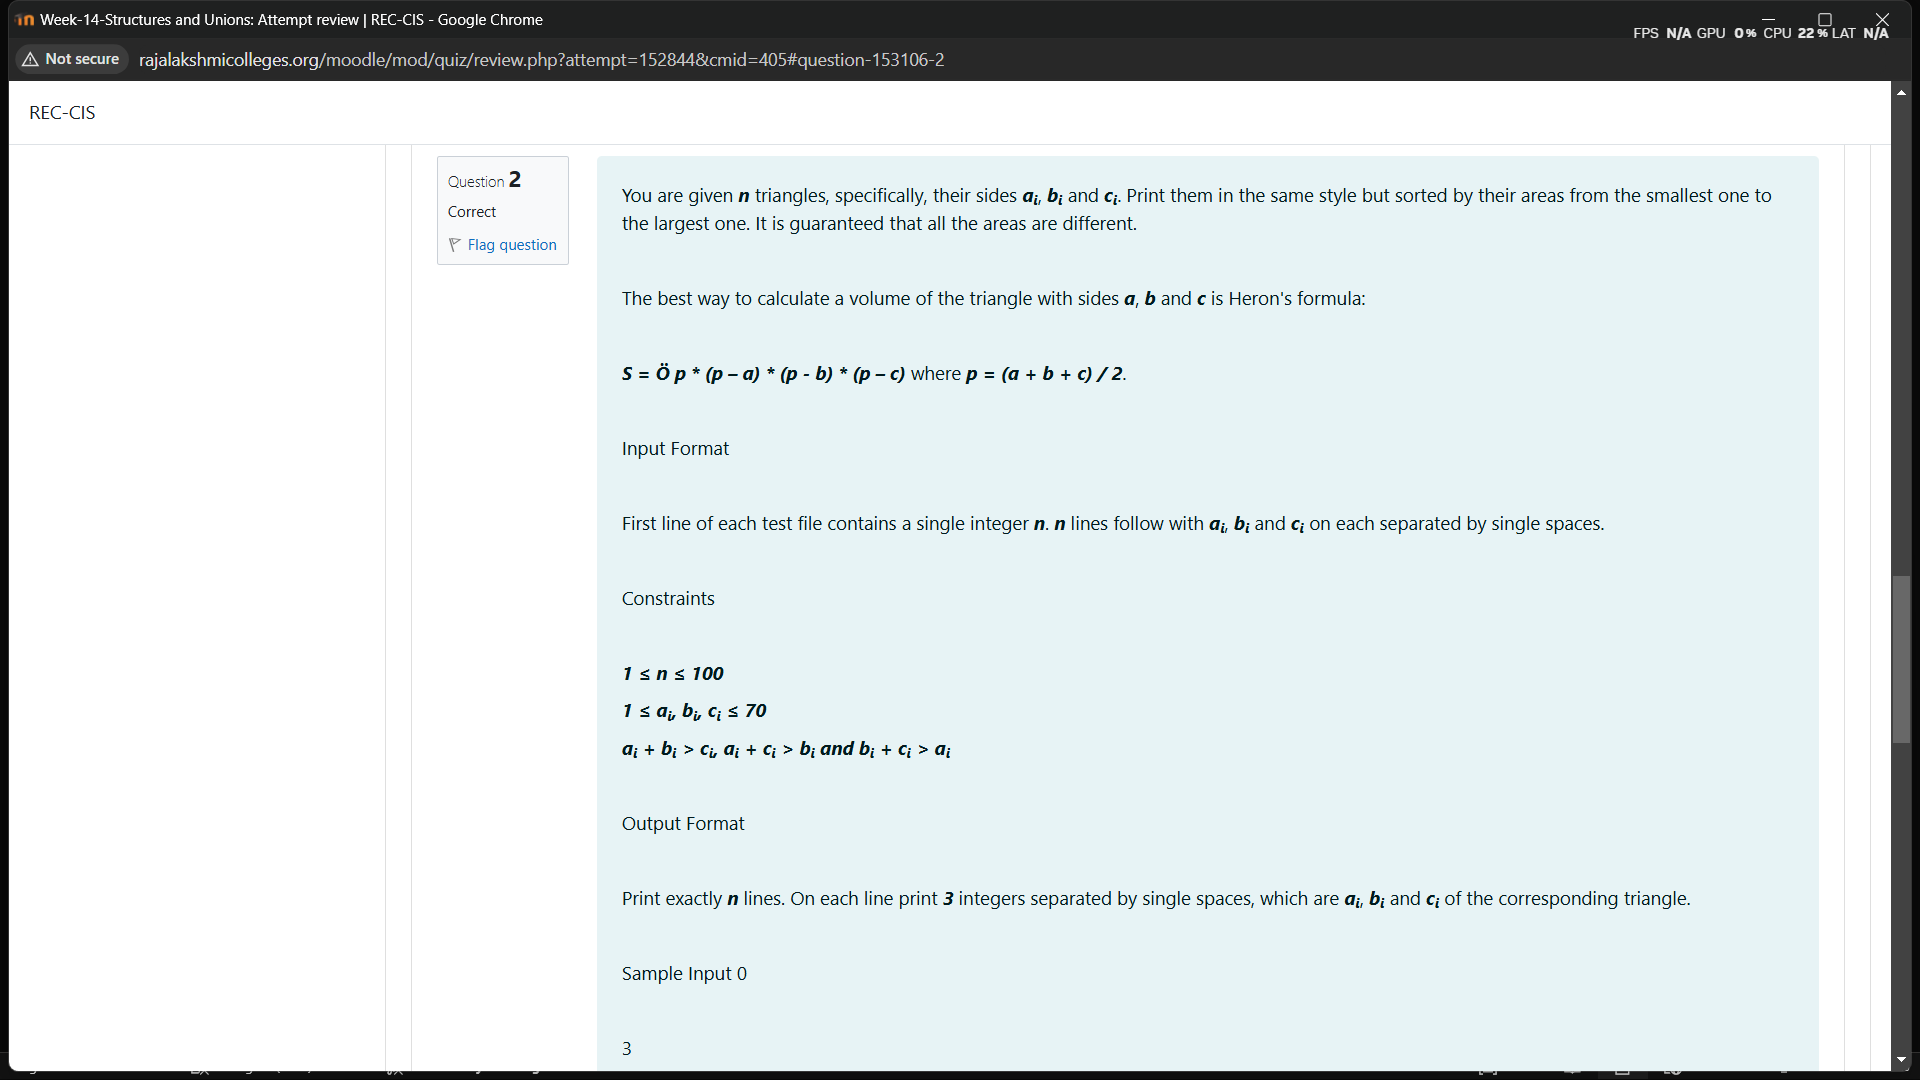 Week-14-Structures and Unions: Attempt review | REC-CIS - Google Chrome
FPS N/A GPU 0% CPU 22% LAT N/A
Not secure rajalakshmicolleges.org/moodle/mod/quiz/review.php?attempt=152844&cmid=405#question-153106-2
REC-CIS
Question 2
Correct
Flag question
You are given n triangles, specifically, their sides ai, bi and ci. Print them in the same style but sorted by their areas from the smallest one to
the largest one. It is guaranteed that all the areas are different.
The best way to calculate a volume of the triangle with sides a, b and c is Heron's formula:
S = Ö p * (p – a) * (p - b) * (p – c) where p = (a + b + c) / 2.
Input Format
First line of each test file contains a single integer n. n lines follow with ai, bi and ci on each separated by single spaces.
Constraints
1 ≤ n ≤ 100
1 ≤ ai, bi, ci ≤ 70
ai + bi > ci, ai + ci > bi and bi + ci > ai
Output Format
Print exactly n lines. On each line print 3 integers separated by single spaces, which are ai, bi and ci of the corresponding triangle.
Sample Input 0
3